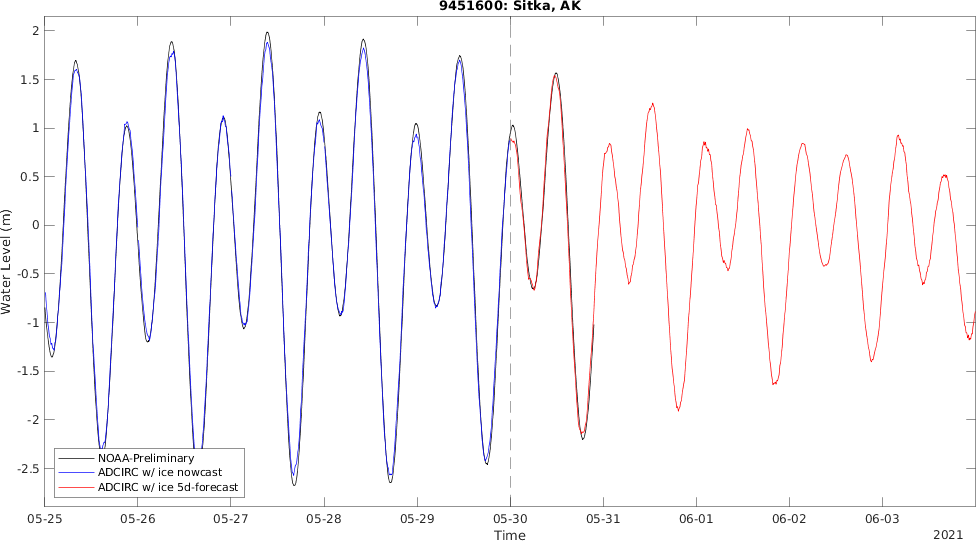 9451600: Sitka, AK
2
1.5
1
0.5
0
-0.5
-1
-1.5
-2
-2.5
Water Level (m)
NOAA-Preliminary
ADCIRC w/ ice nowcast
ADCIRC w/ ice 5d-forecast
05-25 05-26 05-27 05-28 05-29 05-30 05-31 06-01 06-02 06-03
Time
2021